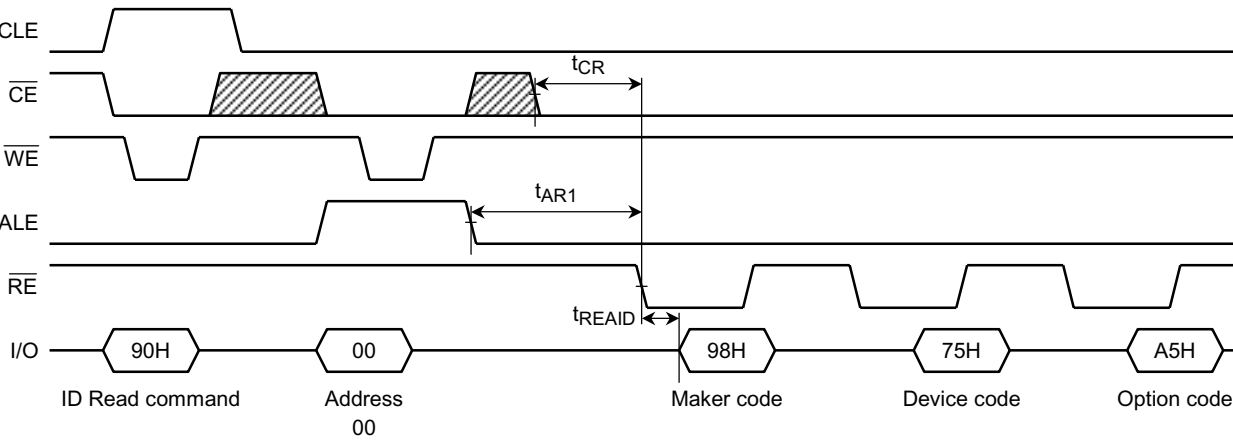 CLE
tCR
CE
WE
tAR1
ALE
RE
tREAID
I/O 90H 00 98H 75H A5H
ID Read command Address Maker code Device code Option code
00